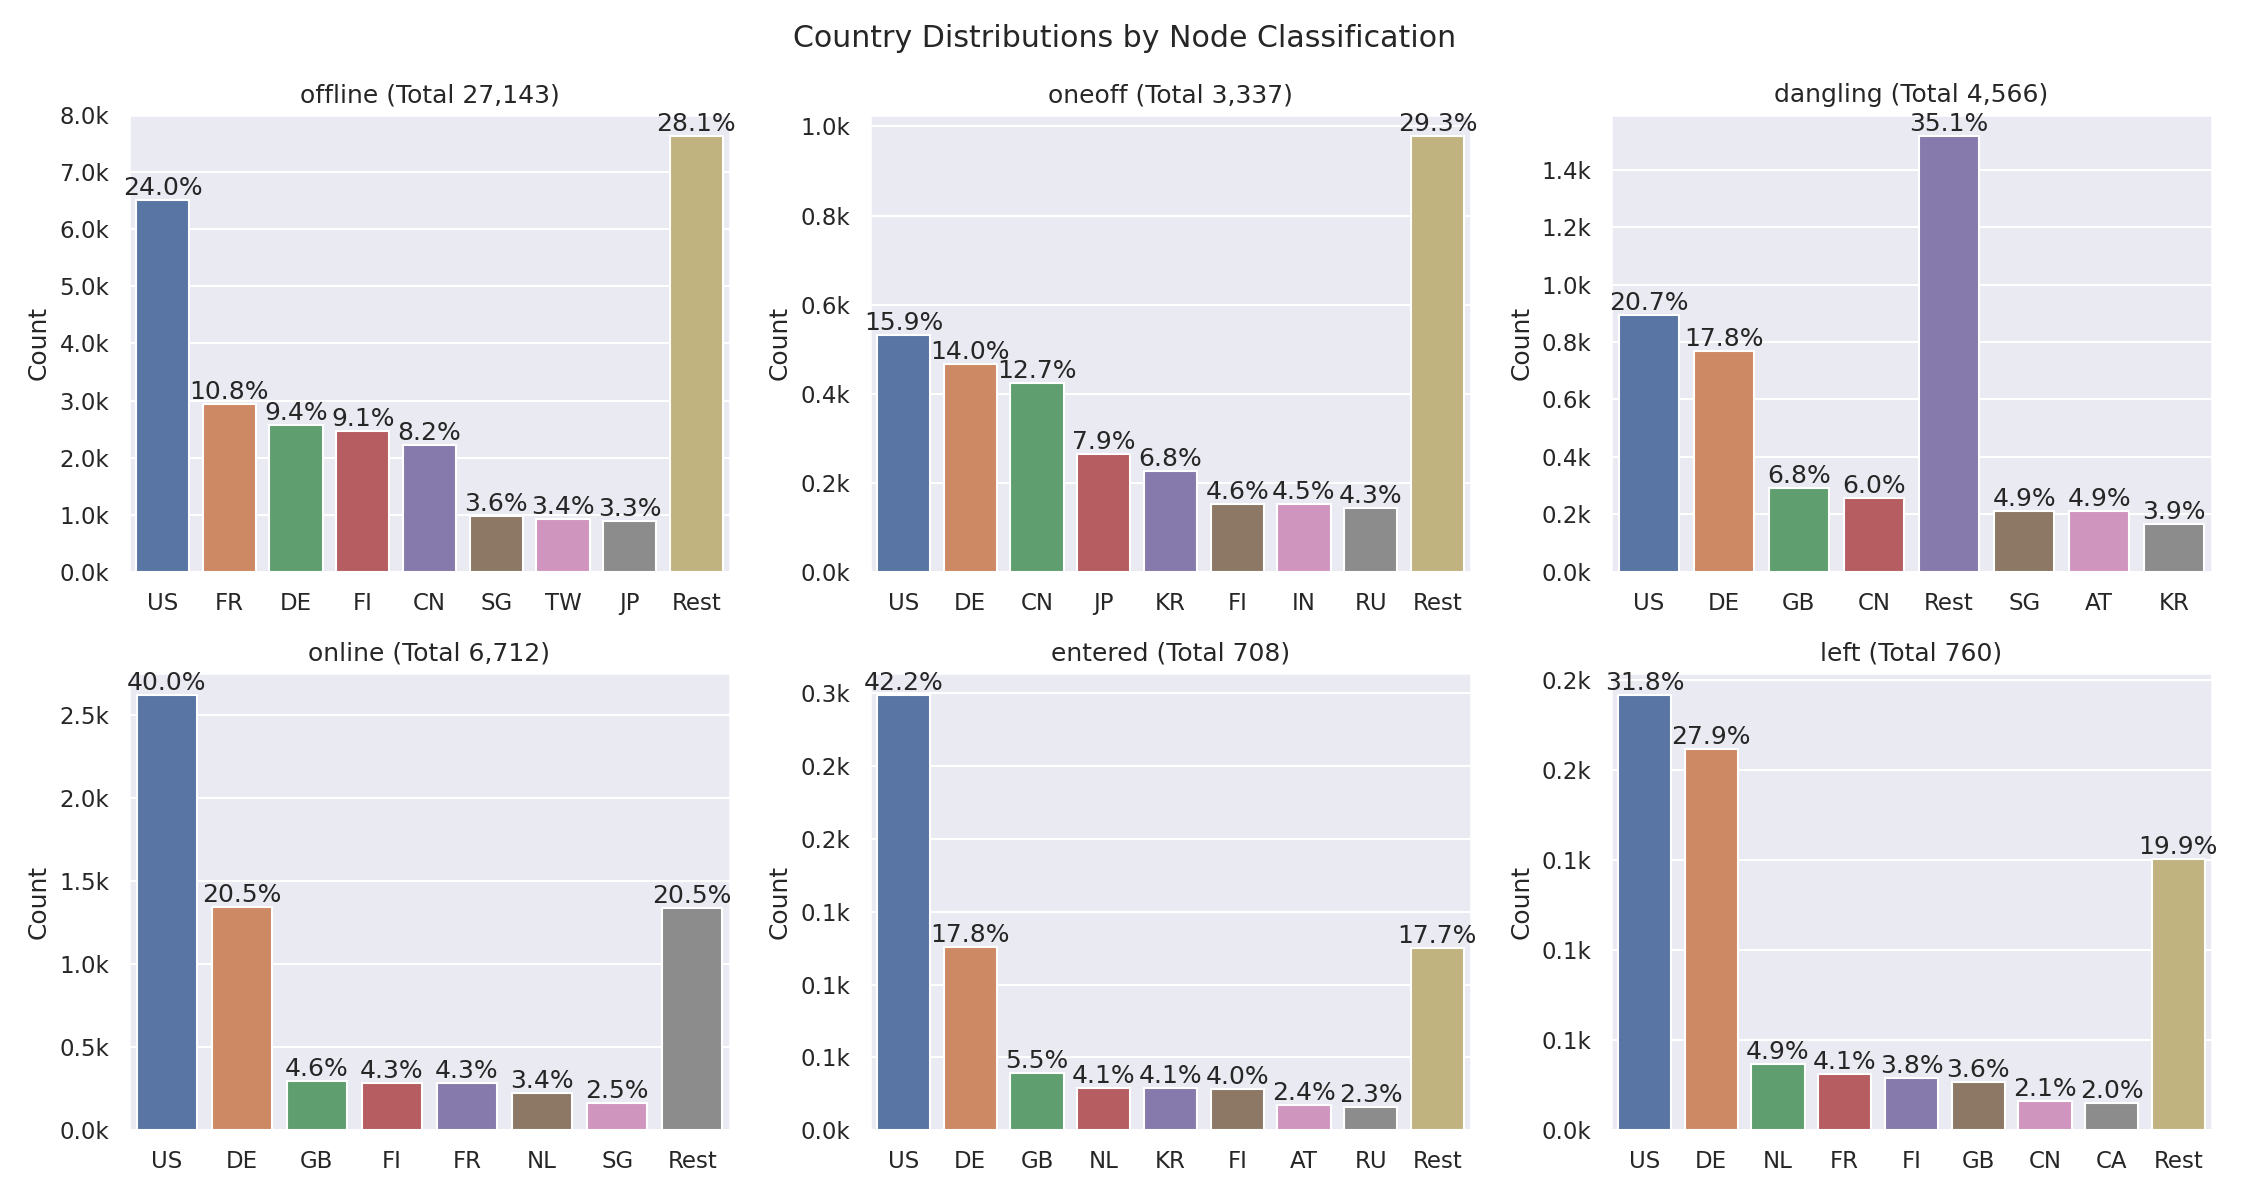 Country Distributions by Node Classification
offline (Total 27,143)
Count
8.0k
7.0k
6.0k
5.0k
4.0k
3.0k
2.0k
1.0k
0.0k
24.0%
10.8%
9.4%
9.1%
8.2%
3.6%
3.4%
3.3%
28.1%
US FR DE FI CN SG TW JP Rest
oneoff (Total 3,337)
Count
1.0k
0.8k
0.6k
0.4k
0.2k
0.0k
15.9%
14.0%
12.7%
7.9%
6.8%
4.6%
4.5%
4.3%
29.3%
US DE CN JP KR FI IN RU Rest
dangling (Total 4,566)
Count
1.4k
1.2k
1.0k
0.8k
0.6k
0.4k
0.2k
0.0k
20.7%
17.8%
6.8%
6.0%
35.1%
4.9%
4.9%
3.9%
US DE GB CN Rest SG AT KR
online (Total 6,712)
Count
2.5k
2.0k
1.5k
1.0k
0.5k
0.0k
40.0%
20.5%
4.6%
4.3%
4.3%
3.4%
2.5%
20.5%
US DE GB FI FR NL SG Rest
entered (Total 708)
Count
0.3k
0.2k
0.2k
0.1k
0.1k
0.1k
0.0k
42.2%
17.8%
5.5%
4.1%
4.1%
4.0%
2.4%
2.3%
17.7%
US DE GB NL KR FI AT RU Rest
left (Total 760)
Count
0.2k
0.2k
0.1k
0.1k
0.1k
0.0k
31.8%
27.9%
4.9%
4.1%
3.8%
3.6%
2.1%
2.0%
19.9%
US DE NL FR FI GB CN CA Rest